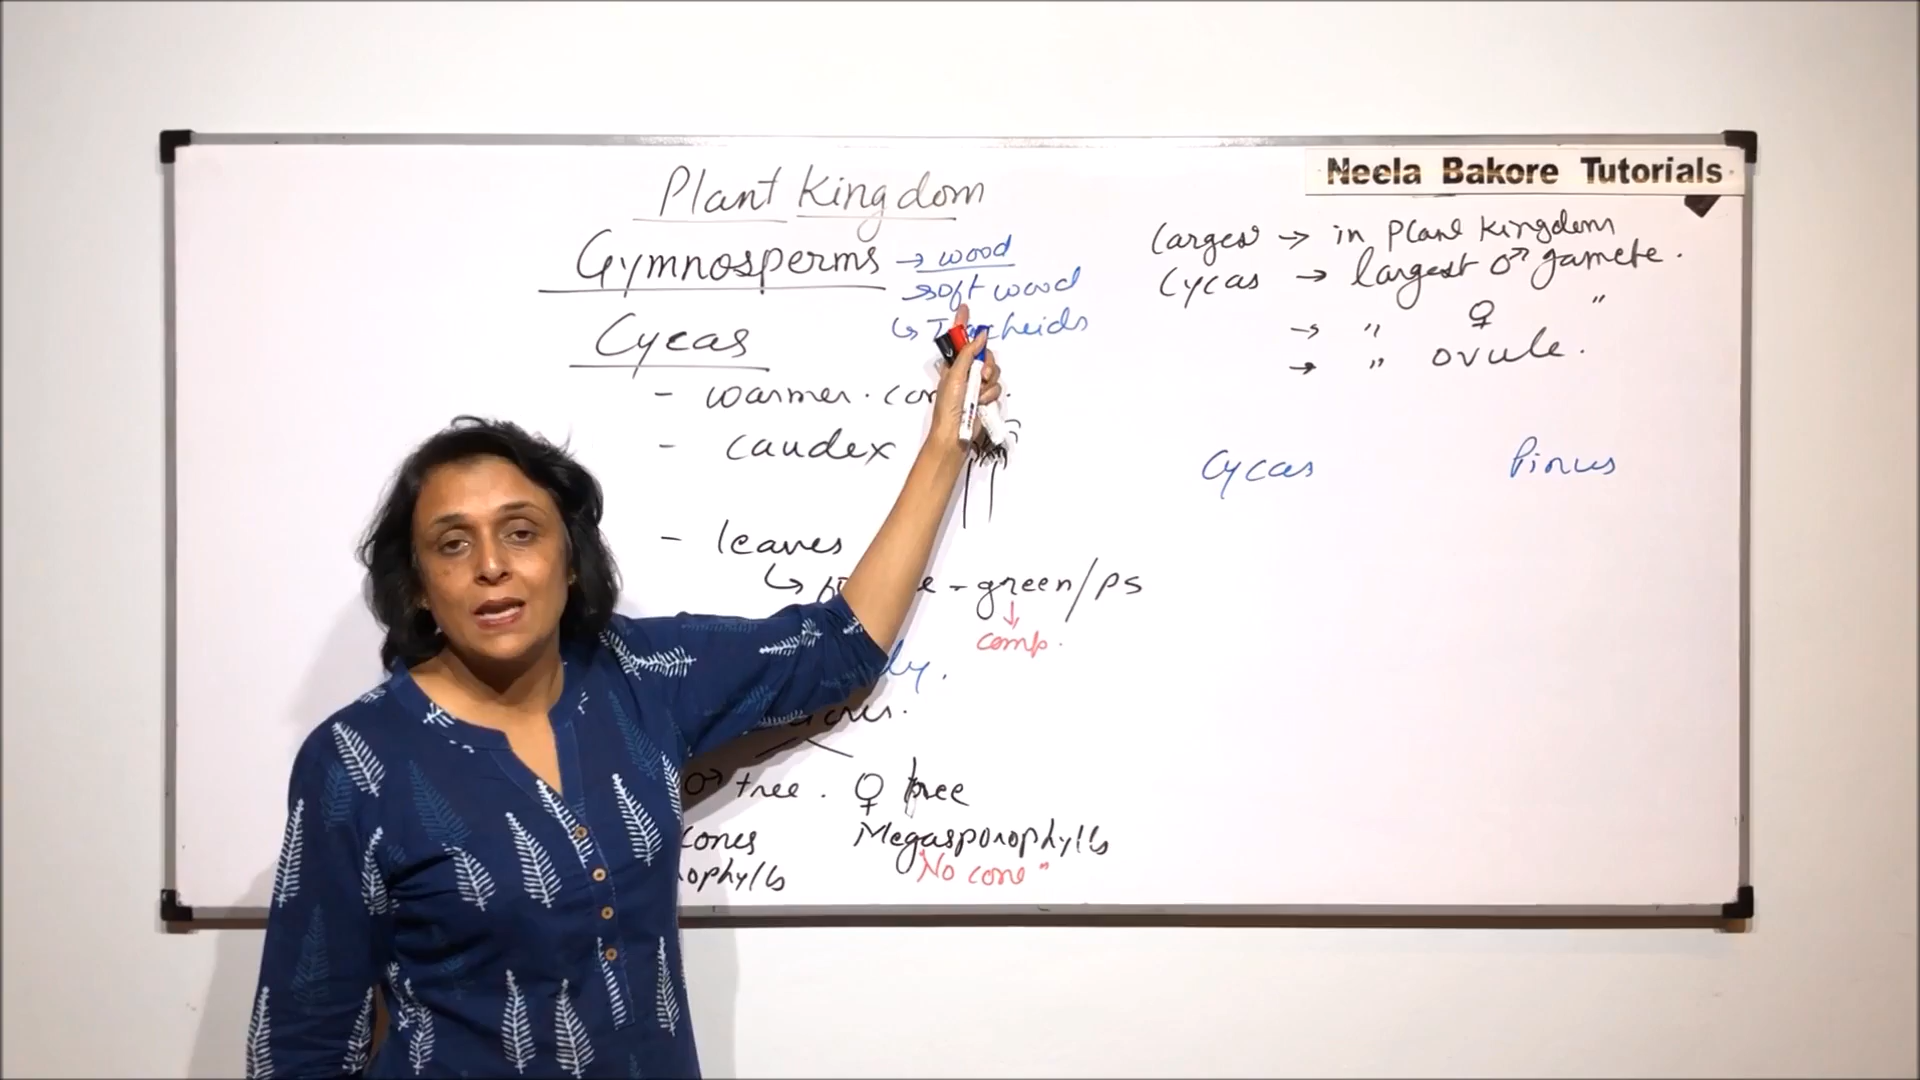 Neela Bakore Tutorials
Plant Kingdom
Gymnosperms → wood
→ soft wood
↳
Cycas
- warmer.
- caudex
- leaves
↳ - green/ps
↓
comp.
♂ tree. ♀ tree
cones Megasporophylls
"No cone"
Larges → in Plant Kingdom
Cycas → largest ♂ gamete.
→ " ♀ "
→ " ovule.
Cycas Pinus